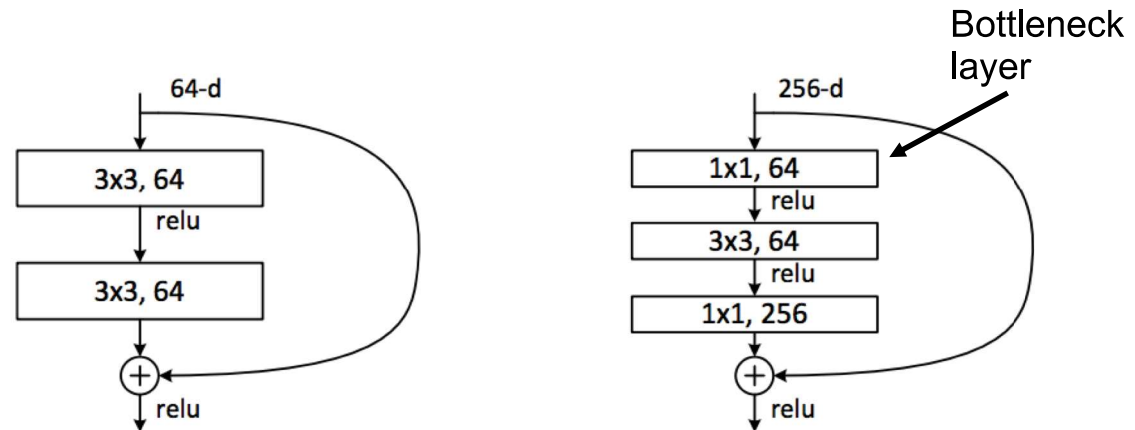 Bottleneck
layer
64-d
3x3, 64
relu
3x3, 64
relu
256-d
1x1, 64
relu
3x3, 64
relu
1x1, 256
relu